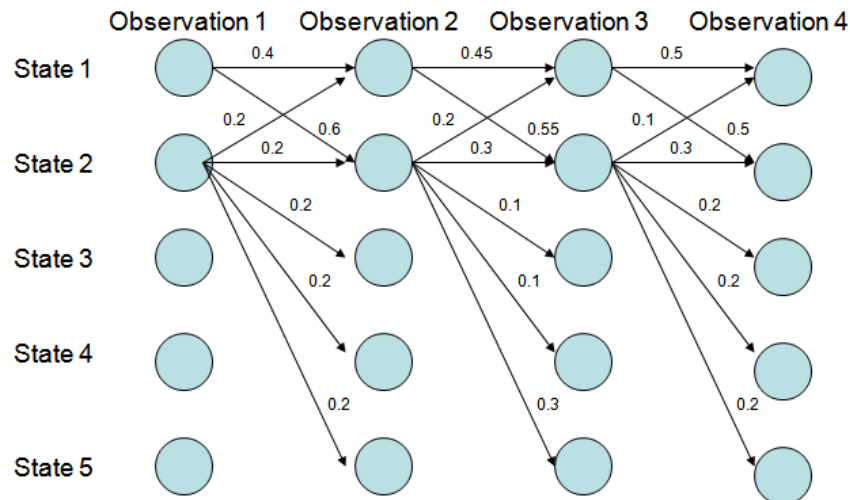 Observation 1 Observation 2 Observation 3 Observation 4
State 1
0.4 0.45 0.5
0.2 0.6 0.2 0.55 0.1 0.5
State 2
0.2 0.3 0.3
0.2 0.1 0.2
State 3
0.2 0.1 0.2
State 4
0.2 0.3 0.2
State 5